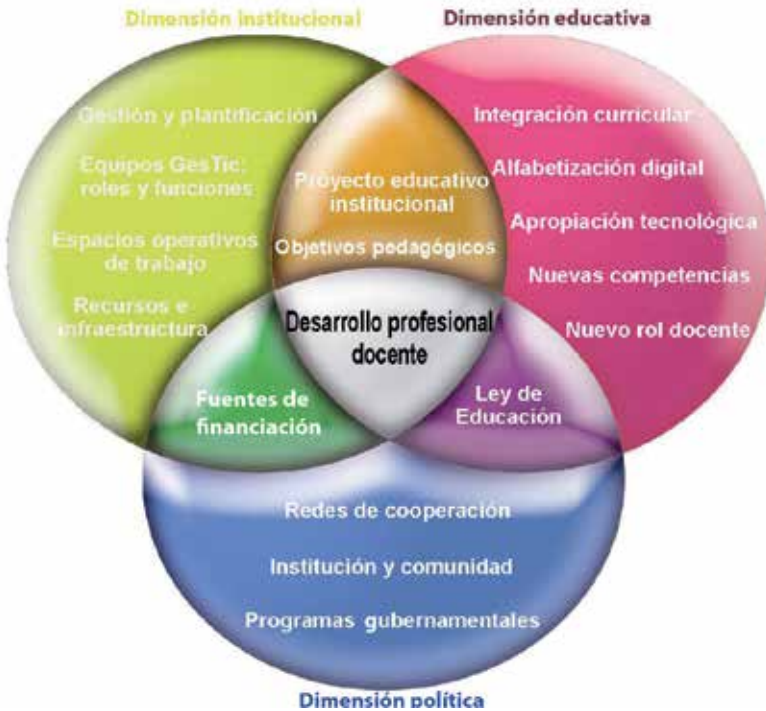 Dimensión institucional
Dimensión educativa
Gestión y plantificación
Equipos GesTic:
roles y funciones
Espacios operativos
de trabajo
Recursos e
infraestructura
Proyecto educativo
institucional
Objetivos pedagógicos
Integración curricular
Alfabetización digital
Apropiación tecnológica
Nuevas competencias
Nuevo rol docente
Desarrollo profesional
docente
Fuentes de
financiación
Ley de
Educación
Redes de cooperación
Institución y comunidad
Programas gubernamentales
Dimensión política